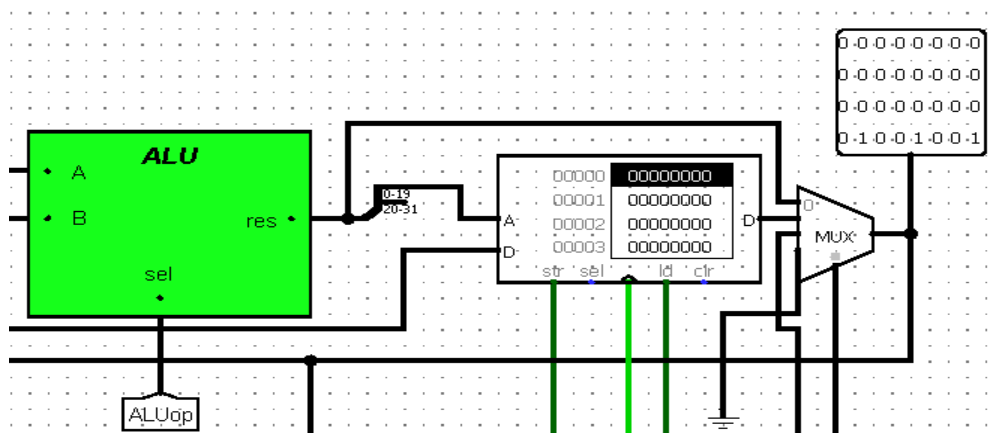 ALU
A
B
res
sel
ALUop
0-19
20-31
A
D
00000 00000000
00001 00000000
00002 00000000
00003 00000000
D
str sel ld clr
0
MUX
0 0 0 0 0 0 0 0
0 0 0 0 0 0 0 0
0 0 0 0 0 0 0 0
0 1 0 0 1 0 0 1